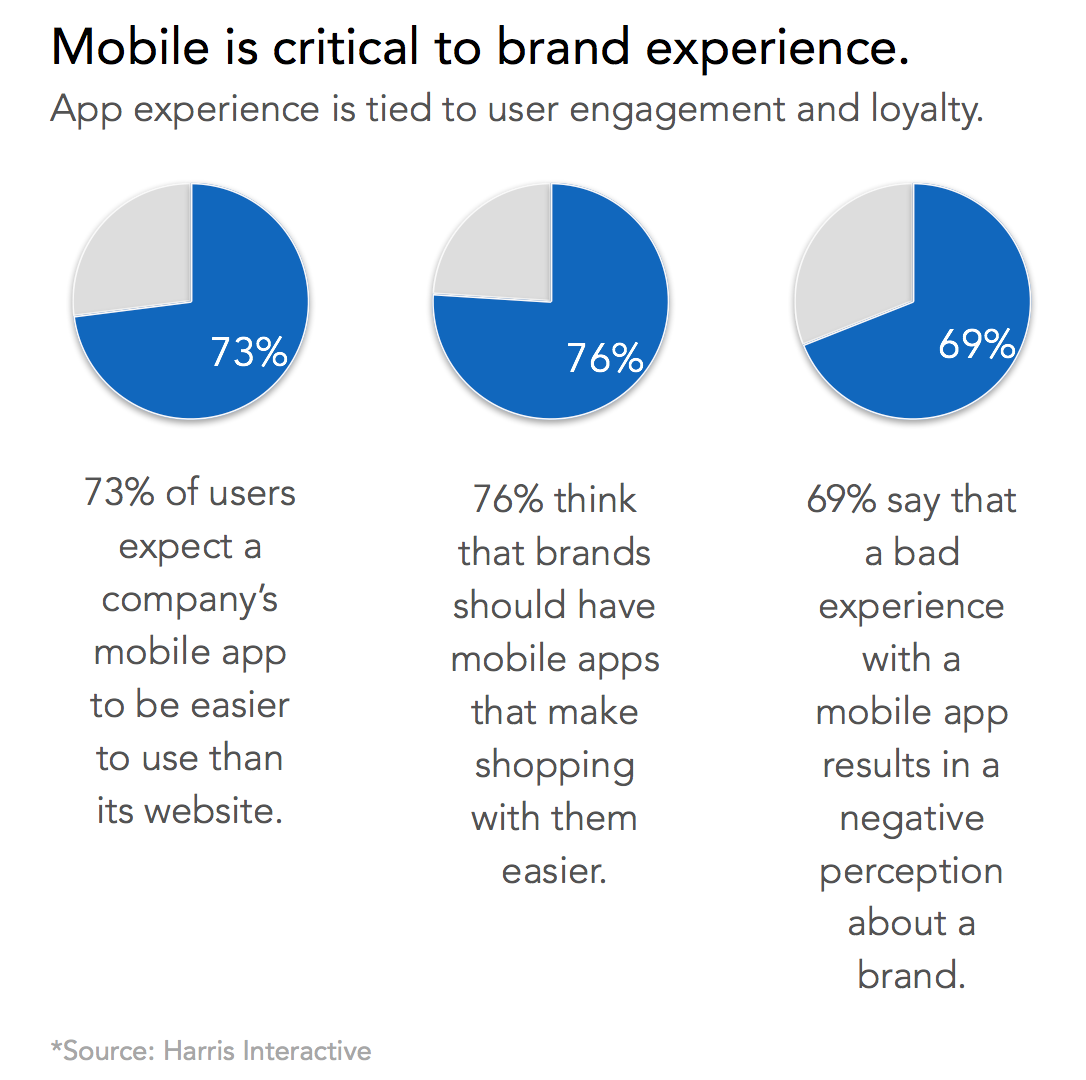 Mobile is critical to brand experience.
App experience is tied to user engagement and loyalty.
73%
76%
69%
73% of users
expect a
company’s
mobile app
to be easier
to use than
its website.
76% think
that brands
should have
mobile apps
that make
shopping
with them
easier.
69% say that
a bad
experience
with a
mobile app
results in a
negative
perception
about a
brand.
*Source: Harris Interactive